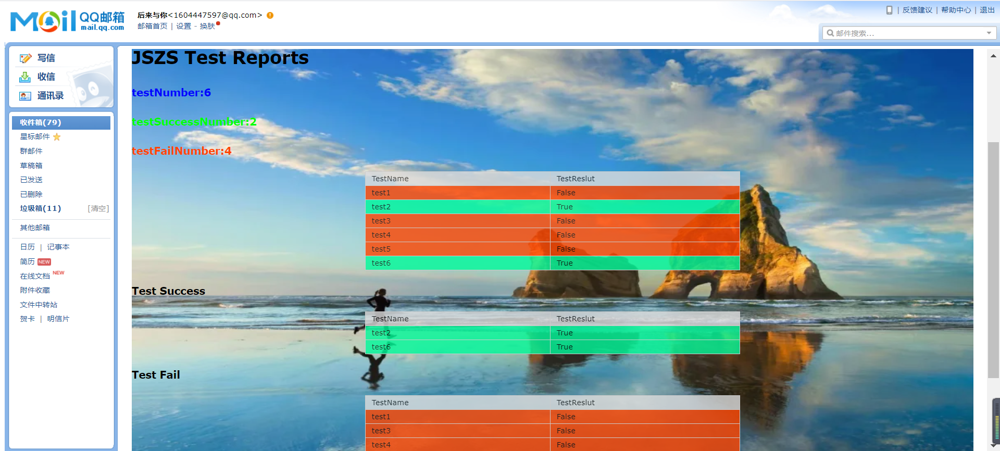 Mail QQ邮箱
mail.qq.com
后来与你<1604447597@qq.com>
邮箱首页 | 设置 - 换肤
| 反馈建议 | 帮助中心 | 退出
邮件搜索...
写信
收信
通讯录
收件箱(79)
星标邮件
群邮件
草稿箱
已发送
已删除
垃圾箱(11) [清空]
其他邮箱
日历 | 记事本
简历 NEW
在线文档 NEW
附件收藏
文件中转站
贺卡 | 明信片
JSZS Test Reports
testNumber:6
testSuccessNumber:2
testFailNumber:4
TestName TestReslut
test1 False
test2 True
test3 False
test4 False
test5 False
test6 True
Test Success
TestName TestReslut
test2 True
test6 True
Test Fail
TestName TestReslut
test1 False
test3 False
test4 False